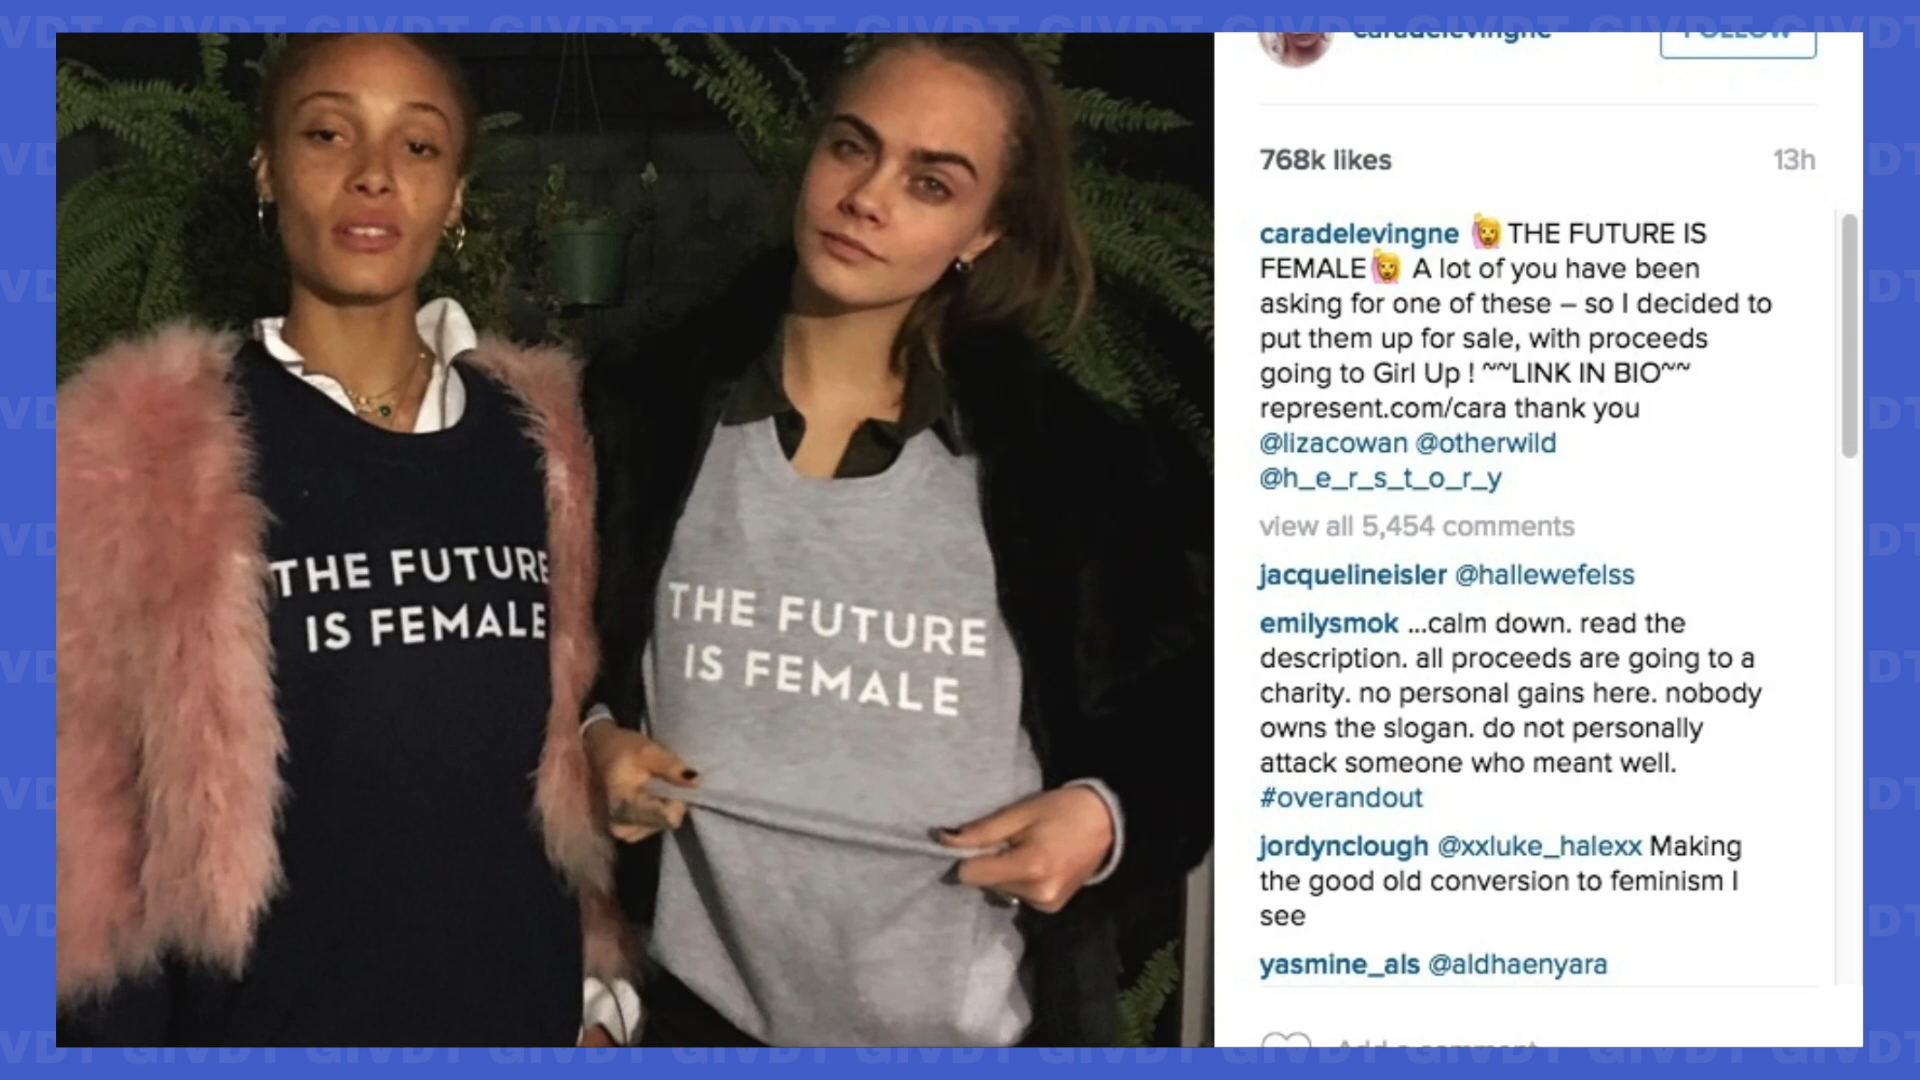 THE FUTURE
IS FEMALE
THE FUTURE
IS FEMALE
caradelevingne
FOLLOW
768k likes
13h
caradelevingne 🙋 THE FUTURE IS
FEMALE🙋 A lot of you have been
asking for one of these – so I decided to
put them up for sale, with proceeds
going to Girl Up ! ~~LINK IN BIO~~
represent.com/cara thank you
@lizacowan @otherwild
@h_e_r_s_t_o_r_y
view all 5,454 comments
jacquelineisler @hallewefelss
emilysmok ...calm down. read the
description. all proceeds are going to a
charity. no personal gains here. nobody
owns the slogan. do not personally
attack someone who meant well.
#overandout
jordynclough @xxluke_halexx Making
the good old conversion to feminism I
see
yasmine_als @aldhaenyara
Add a comment